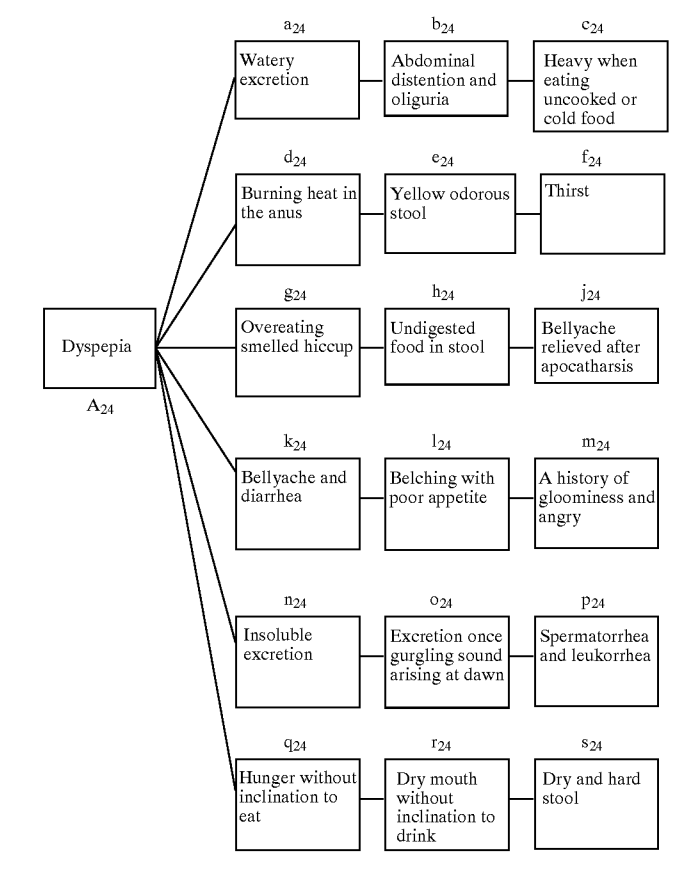 a24
Watery
excretion
b24
Abdominal
distention and
oliguria
c24
Heavy when
eating
uncooked or
cold food
d24
Burning heat in
the anus
e24
Yellow odorous
stool
f24
Thirst
g24
Overeating
smelled hiccup
h24
Undigested
food in stool
j24
Bellyache
relieved after
apocatharsis
Dyspepia
A24
k24
Bellyache and
diarrhea
l24
Belching with
poor appetite
m24
A history of
gloominess and
angry
n24
Insoluble
excretion
o24
Excretion once
gurgling sound
arising at dawn
p24
Spermatorrhea
and leukorrhea
q24
Hunger without
inclination to
eat
r24
Dry mouth
without
inclination to
drink
s24
Dry and hard
stool